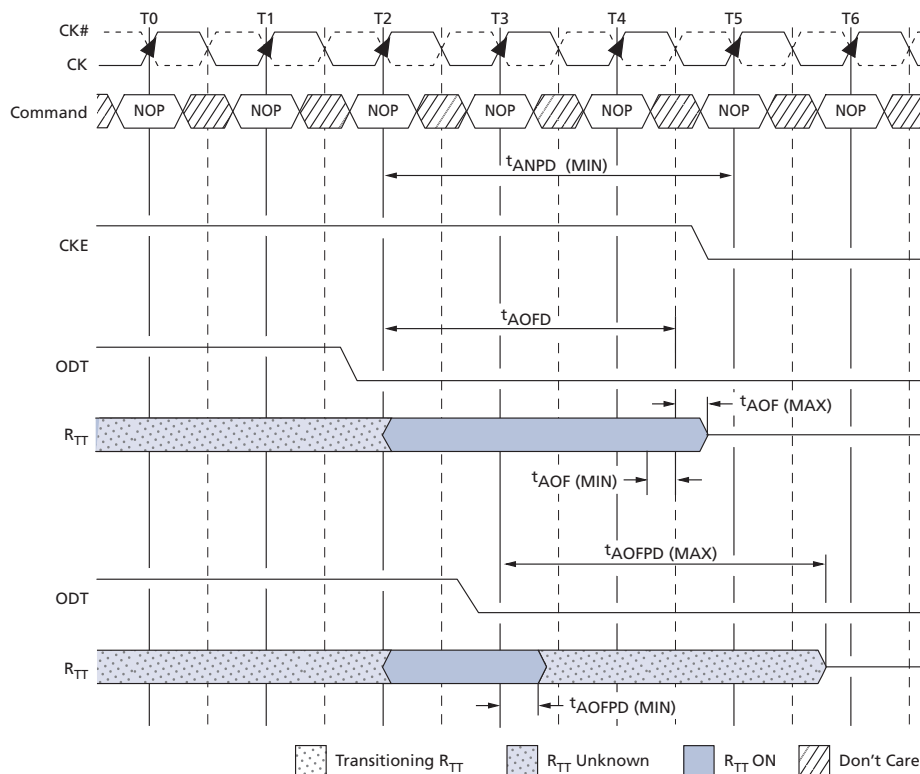 T0 T1 T2 T3 T4 T5 T6
CK#
CK
Command NOP NOP NOP NOP NOP NOP NOP
tANPD (MIN)
CKE
tAOFD
ODT
tAOF (MAX)
RTT
tAOF (MIN)
tAOFPD (MAX)
ODT
RTT
tAOFPD (MIN)
Transitioning RTT RTT Unknown RTT ON Don't Care